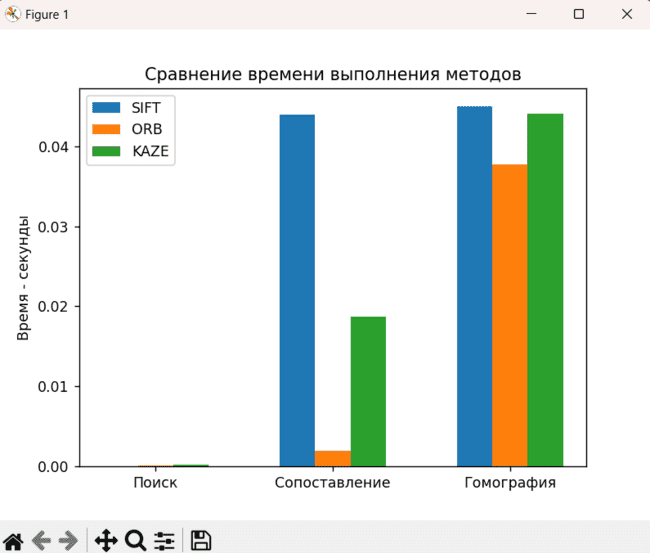 Figure 1
Сравнение времени выполнения методов
SIFT
ORB
KAZE
Время - секунды
0.04
0.03
0.02
0.01
0.00
Поиск Сопоставление Гомография